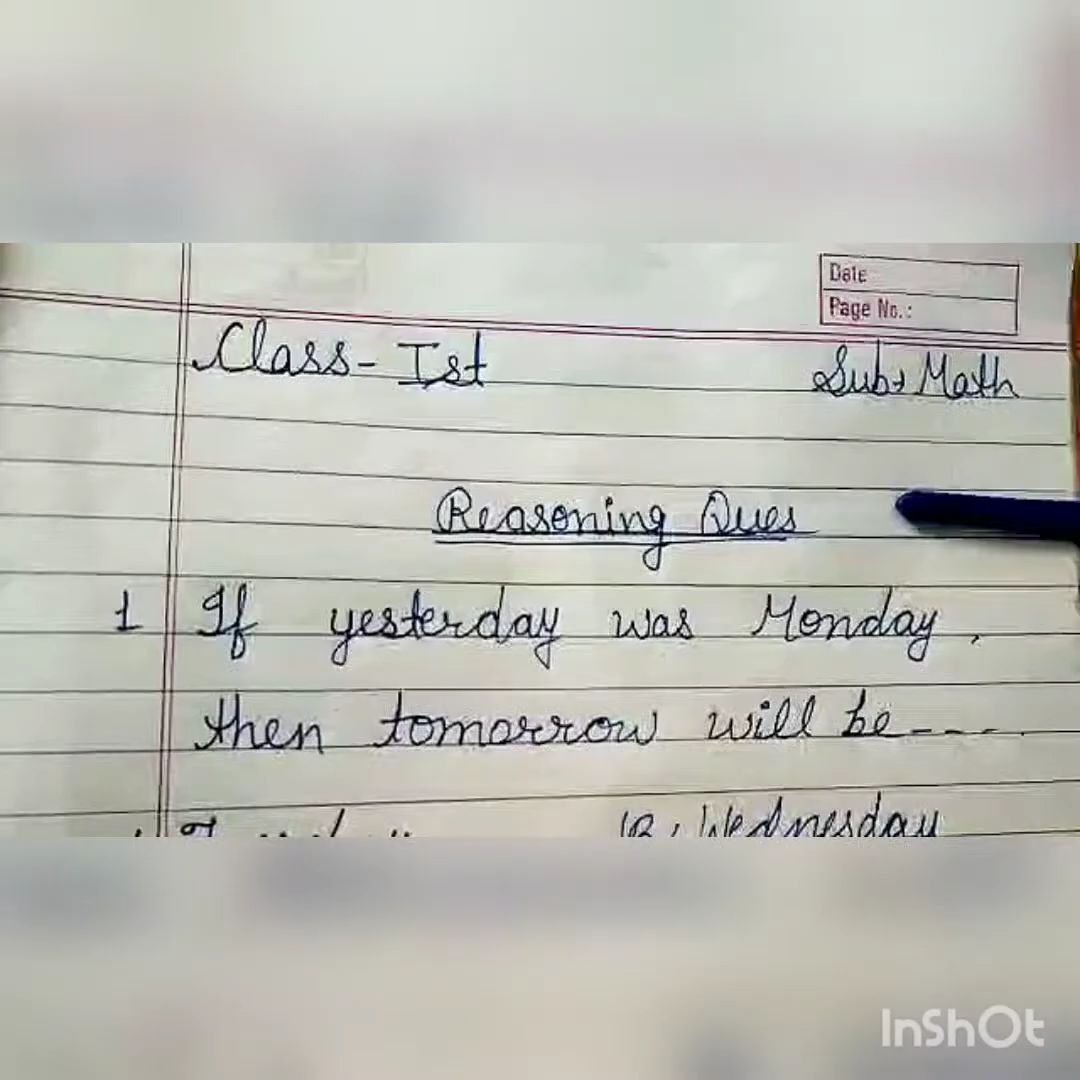 Date
Page No.:
Class- Ist
Sub: Math
Reasoning Ques
1 If yesterday was Monday,
then tomorrow will be ----.
B. Wednesday
InShOt